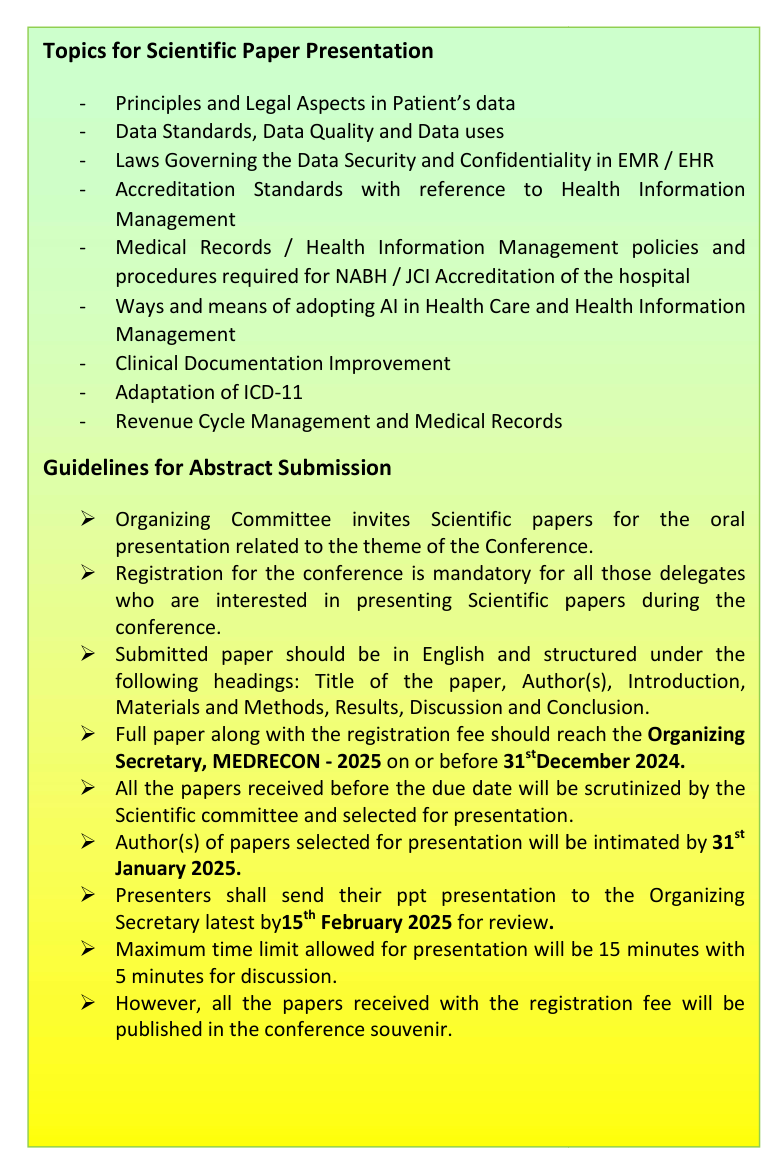 Topics for Scientific Paper Presentation
- Principles and Legal Aspects in Patient’s data
- Data Standards, Data Quality and Data uses
- Laws Governing the Data Security and Confidentiality in EMR / EHR
- Accreditation Standards with reference to Health Information
Management
- Medical Records / Health Information Management policies and
procedures required for NABH / JCI Accreditation of the hospital
- Ways and means of adopting AI in Health Care and Health Information
Management
- Clinical Documentation Improvement
- Adaptation of ICD-11
- Revenue Cycle Management and Medical Records
Guidelines for Abstract Submission
➢ Organizing Committee invites Scientific papers for the oral
presentation related to the theme of the Conference.
➢ Registration for the conference is mandatory for all those delegates
who are interested in presenting Scientific papers during the
conference.
➢ Submitted paper should be in English and structured under the
following headings: Title of the paper, Author(s), Introduction,
Materials and Methods, Results, Discussion and Conclusion.
➢ Full paper along with the registration fee should reach the Organizing
Secretary, MEDRECON - 2025 on or before 31stDecember 2024.
➢ All the papers received before the due date will be scrutinized by the
Scientific committee and selected for presentation.
➢ Author(s) of papers selected for presentation will be intimated by 31st
January 2025.
➢ Presenters shall send their ppt presentation to the Organizing
Secretary latest by15th February 2025 for review.
➢ Maximum time limit allowed for presentation will be 15 minutes with
5 minutes for discussion.
➢ However, all the papers received with the registration fee will be
published in the conference souvenir.